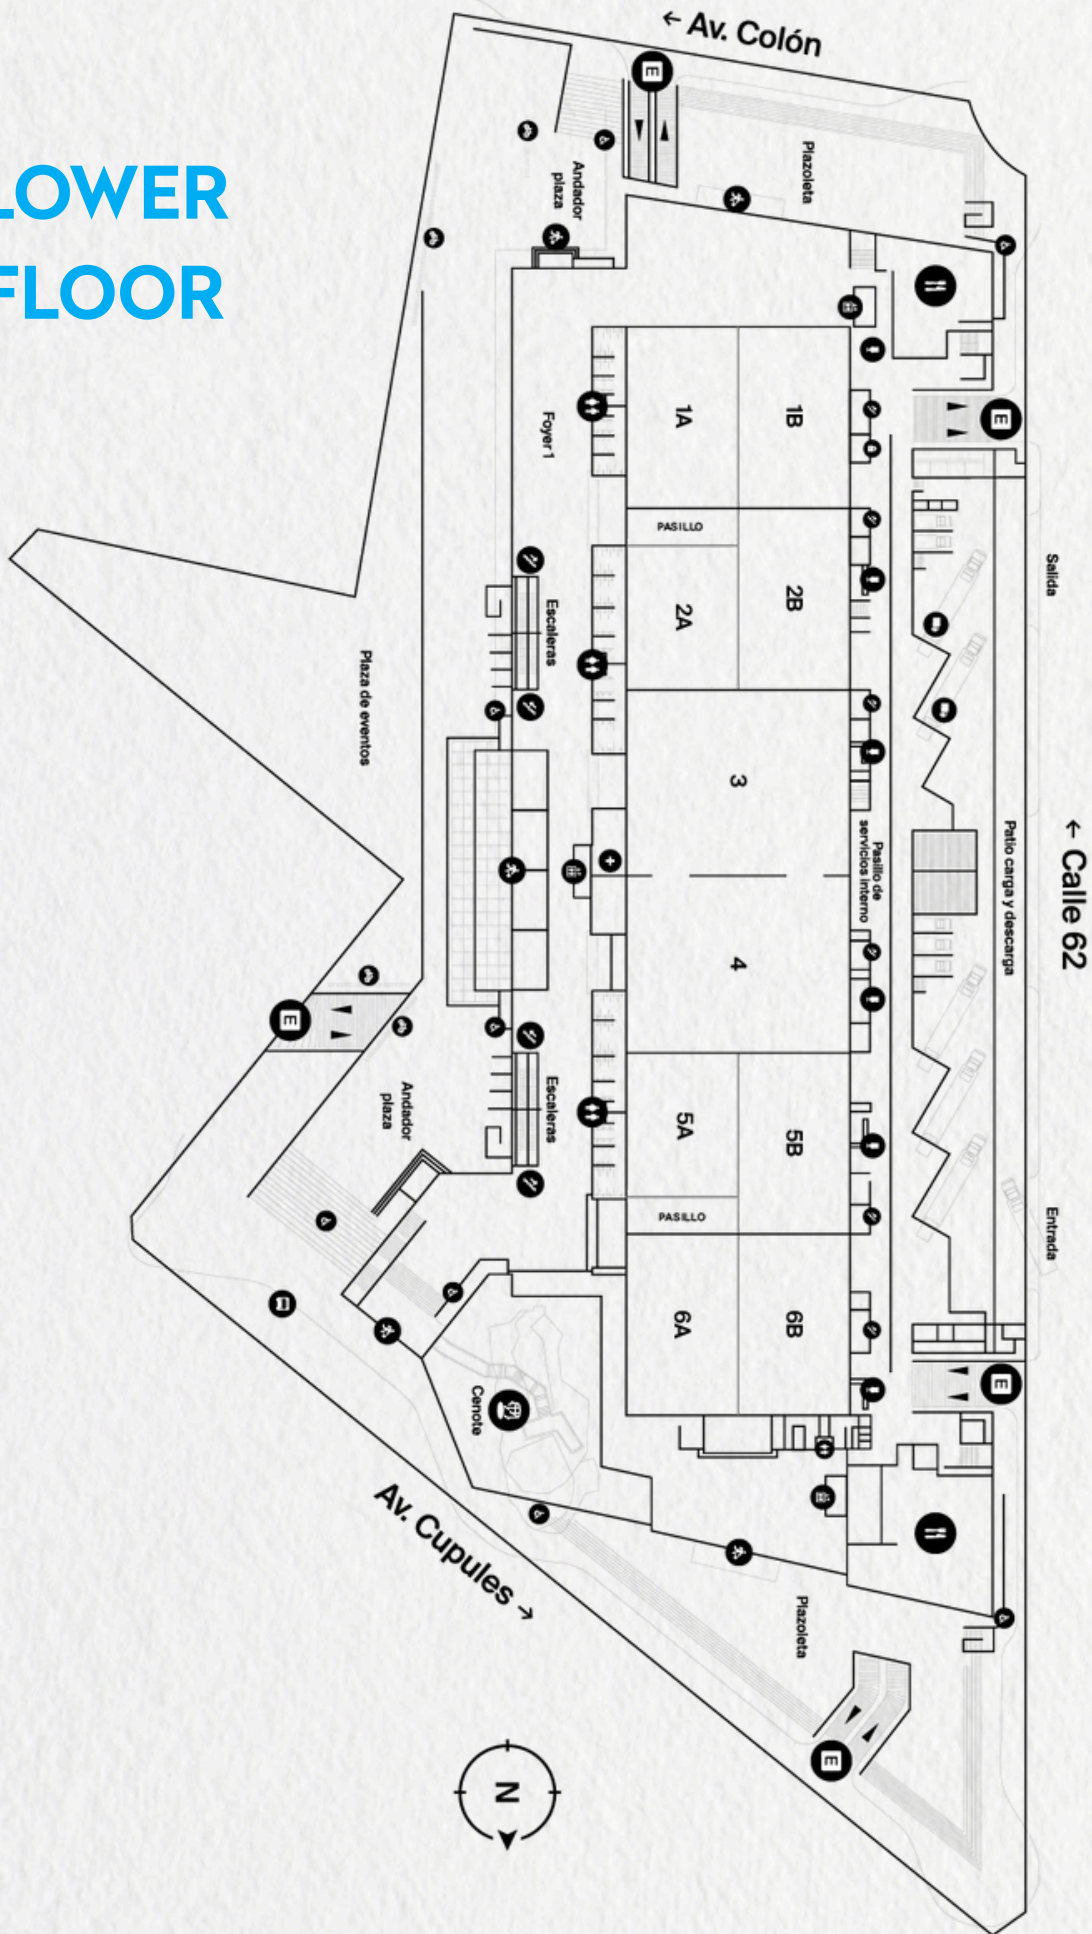 ← Av. Colón
LOWER
FLOOR
E
Plazoleta
Andador
plaza
E
1A
1B
Foyer 1
PASILLO
2A
2B
Salida
Escaleras
Plaza de eventos
3
← Calle 62
Patio carga y descarga
Pasillo de
servicios interno
4
E
Andador
plaza
Escaleras
5A
5B
PASILLO
Entrada
6A
6B
E
Cenote
Av. Cupules →
Plazoleta
E
N